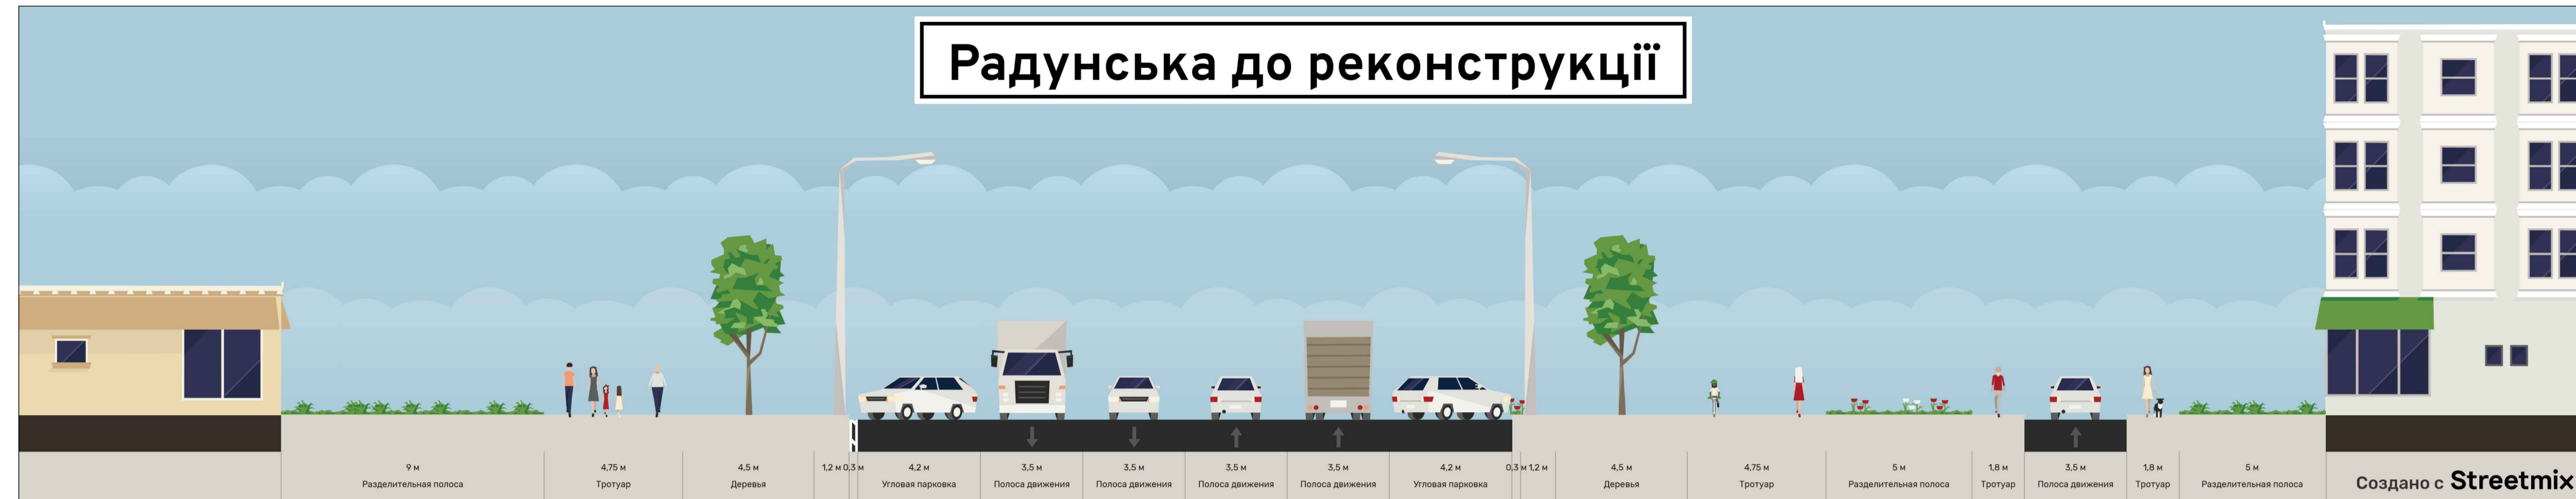 Радунська до реконструкції
9 м 4,75 м 4,5 м 1,2 м 0,3 м 4,2 м 3,5 м 3,5 м 3,5 м 3,5 м 4,2 м 0,3 м 1,2 м 4,5 м 4,75 м 5 м 1,8 м 3,5 м 1,8 м 5 м
Разделительная полоса Тротуар Деревья Угловая парковка Полоса движения Полоса движения Полоса движения Полоса движения Угловая парковка Деревья Тротуар Разделительная полоса Тротуар Полоса движения Тротуар Разделительная полоса
Создано с Streetmix